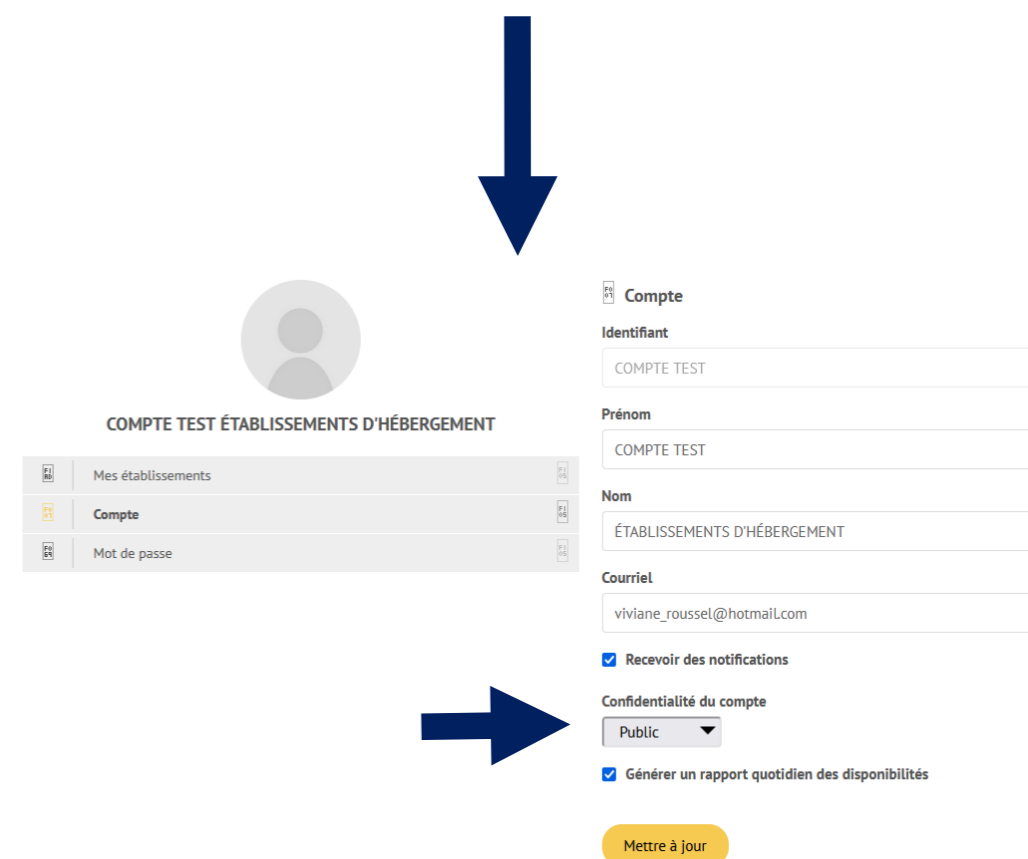 COMPTE TEST ÉTABLISSEMENTS D'HÉBERGEMENT
Mes établissements
Compte
Mot de passe
Compte
Identifiant
COMPTE TEST
Prénom
COMPTE TEST
Nom
ÉTABLISSEMENTS D'HÉBERGEMENT
Courriel
viviane_roussel@hotmail.com
Recevoir des notifications
Confidentialité du compte
Public
Générer un rapport quotidien des disponibilités
Mettre à jour